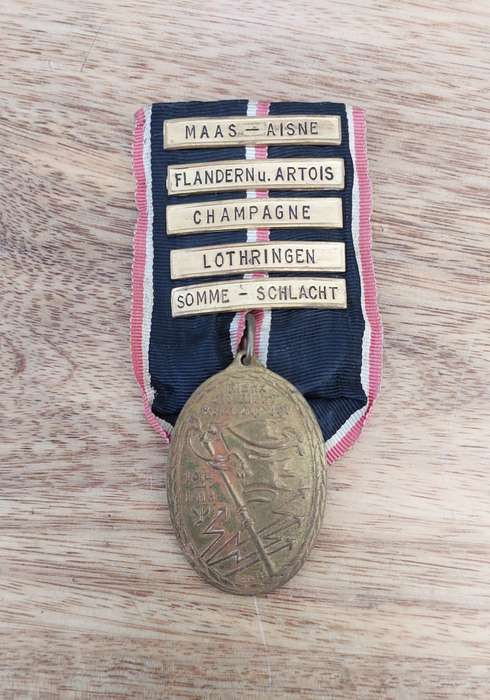 MAAS – AISNE
FLANDERN u. ARTOIS
CHAMPAGNE
LOTHRINGEN
SOMME – SCHLACHT